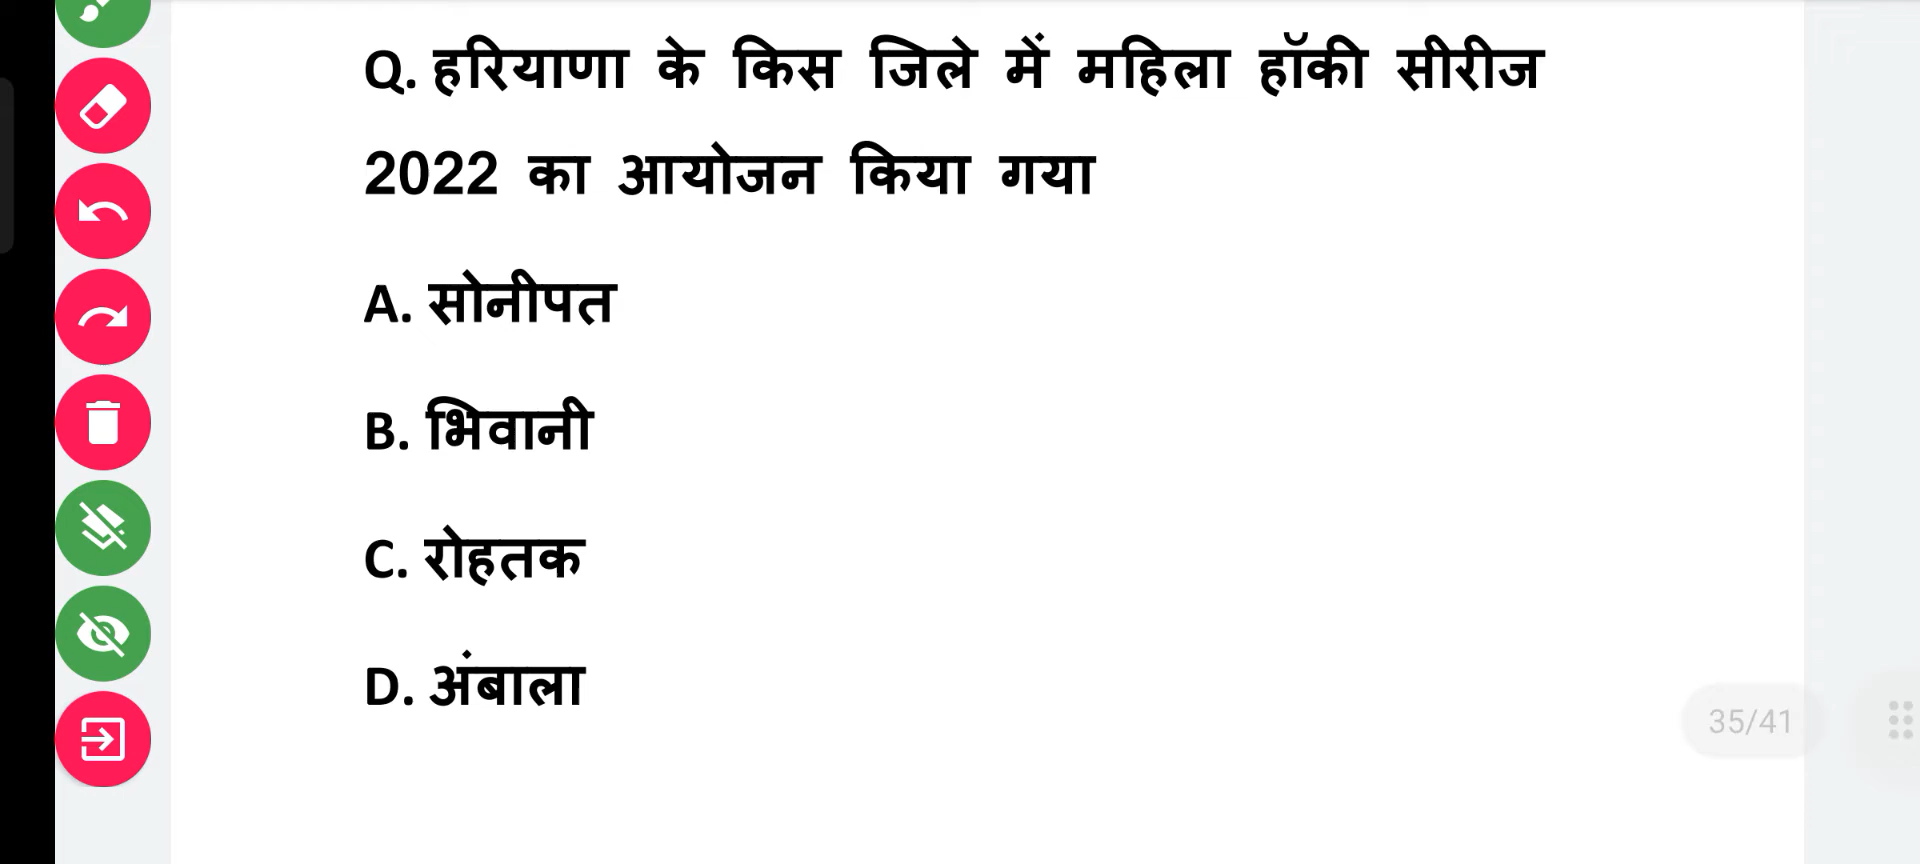 Q. हरियाणा के किस जिले में महिला हॉकी सीरीज
2022 का आयोजन किया गया
A. सोनीपत
B. भिवानी
C. रोहतक
D. अंबाला
35/41